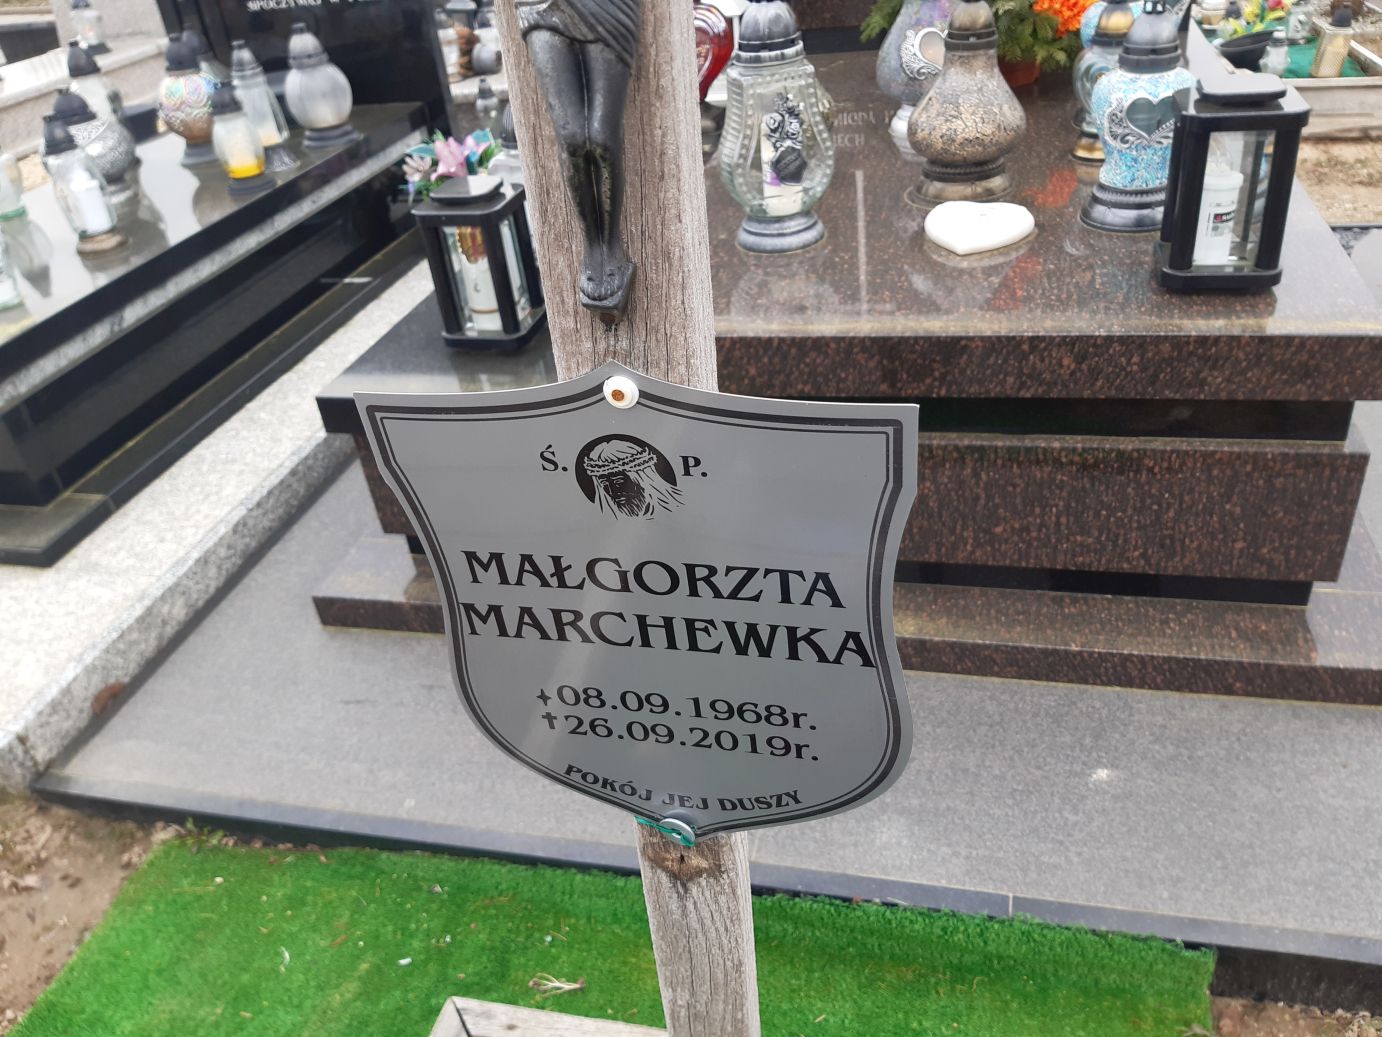 Ś. P.
MAŁGORZTA
MARCHEWKA
08.09.1968r.
26.09.2019r.
POKÓJ JEJ DUSZY